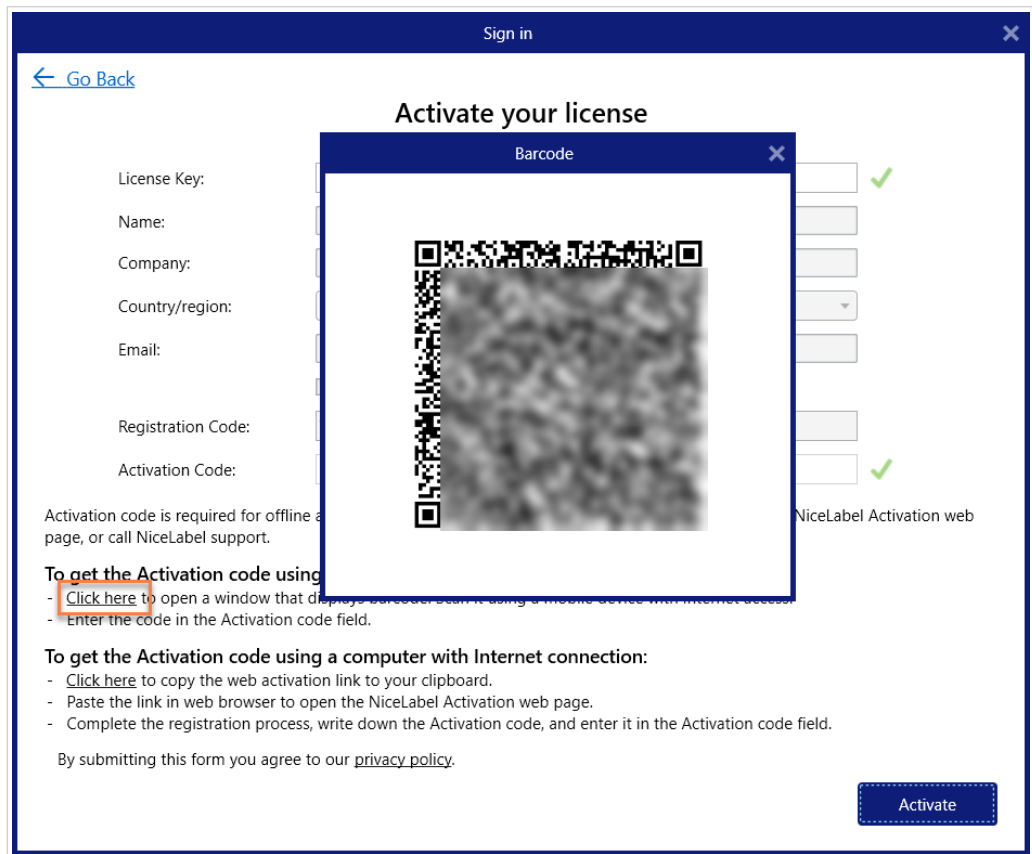 Sign in
Go Back
Activate your license
Barcode
License Key:
Name:
Company:
Country/region:
Email:
Registration Code:
Activation Code:
Activation code is required for offline a NiceLabel Activation web
page, or call NiceLabel support.
To get the Activation code using
- Click here to open a window that displays barcode. Scan it using a mobile device with Internet access.
- Enter the code in the Activation code field.
To get the Activation code using a computer with Internet connection:
- Click here to copy the web activation link to your clipboard.
- Paste the link in web browser to open the NiceLabel Activation web page.
- Complete the registration process, write down the Activation code, and enter it in the Activation code field.
By submitting this form you agree to our privacy policy.
Activate